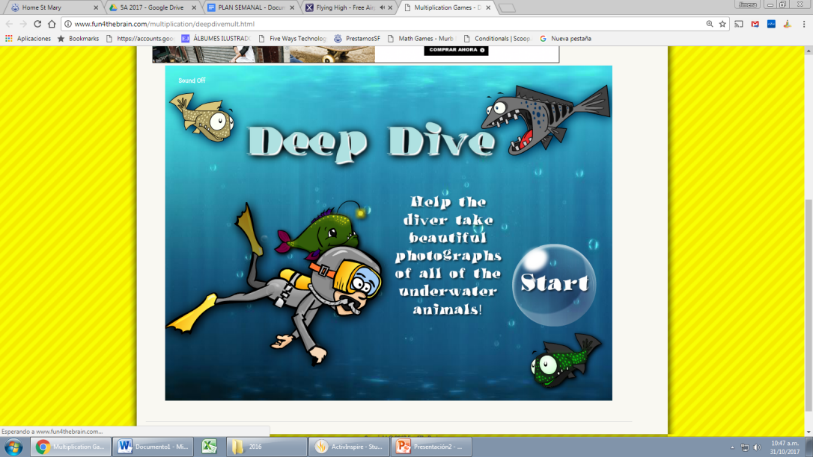 Home St Mary
SA 2017 - Google Drive
PLAN SEMANAL - Docu
Flying High - Free Ale
Multiplication Games - D
www.fun4thebrain.com/multiplication/deepdivemult.html
Aplicaciones
Bookmarks
https://accounts.goo
ÁLBUMES ILUSTRAD
Five Ways Technolog
PrestamosSF
Math Games - Murb
Conditionals | Scoop
Nueva pestaña
COMPRAR AHORA
Sound Off
Deep Dive
Help the
diver take
beautiful
photographs
of all of the
underwater
animals!
Start
Esperando a www.fun4thebrain.com...
Multiplication Ga...
Documento1 - Mi...
2016
ActivInspire - Stu...
Presentación2 - ...
10:47 a.m.
31/10/2017